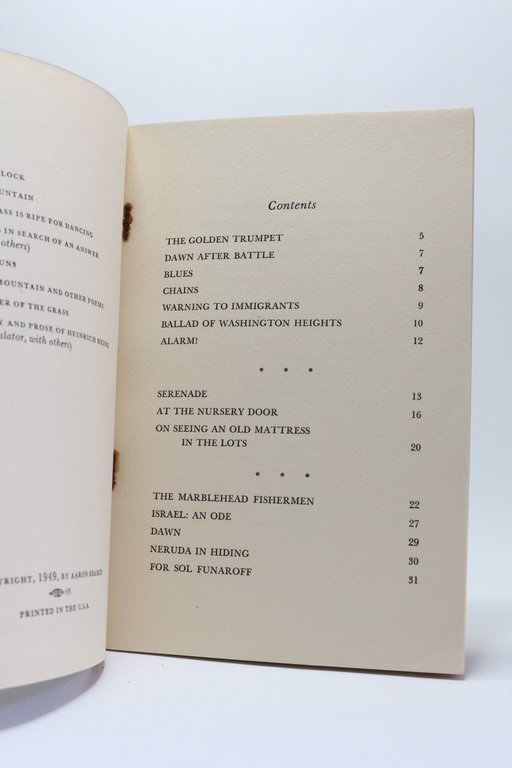 LOCK
UNTAIN
ASS IS RIPE FOR DANCING
IN SEARCH OF AN ANSWER
others)
UNS
MOUNTAIN AND OTHER POEMS
ER OF THE GRASS
Y AND PROSE OF HEINRICH HEINE
slator, with others)
YRIGHT, 1949, BY AARON KRAMER
PRINTED IN THE U.S.A.
Contents
THE GOLDEN TRUMPET 5
DAWN AFTER BATTLE 7
BLUES 7
CHAINS 8
WARNING TO IMMIGRANTS 9
BALLAD OF WASHINGTON HEIGHTS 10
ALARM! 12
* * *
SERENADE 13
AT THE NURSERY DOOR 16
ON SEEING AN OLD MATTRESS
IN THE LOTS 20
* * *
THE MARBLEHEAD FISHERMEN 22
ISRAEL: AN ODE 27
DAWN 29
NERUDA IN HIDING 30
FOR SOL FUNAROFF 31